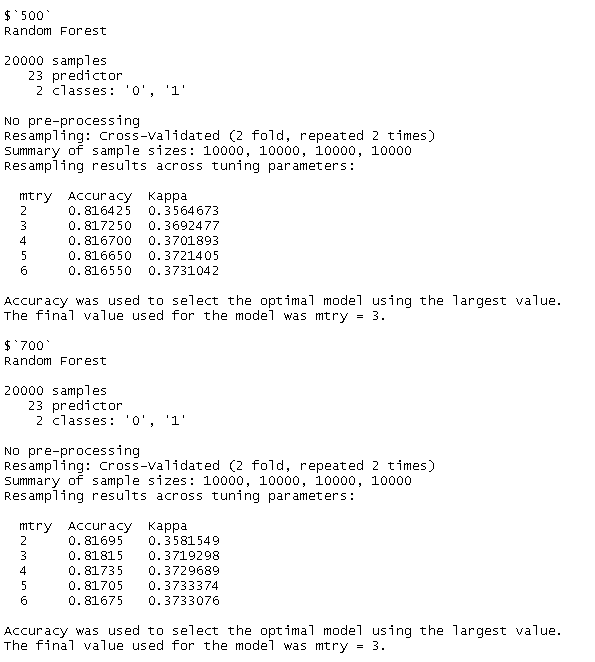 $`500`
Random Forest
20000 samples
23 predictor
2 classes: '0', '1'
No pre-processing
Resampling: Cross-Validated (2 fold, repeated 2 times)
Summary of sample sizes: 10000, 10000, 10000, 10000
Resampling results across tuning parameters:
mtry Accuracy Kappa
2 0.816425 0.3564673
3 0.817250 0.3692477
4 0.816700 0.3701893
5 0.816650 0.3721405
6 0.816550 0.3731042
Accuracy was used to select the optimal model using the largest value.
The final value used for the model was mtry = 3.
$`700`
Random Forest
20000 samples
23 predictor
2 classes: '0', '1'
No pre-processing
Resampling: Cross-Validated (2 fold, repeated 2 times)
Summary of sample sizes: 10000, 10000, 10000, 10000
Resampling results across tuning parameters:
mtry Accuracy Kappa
2 0.81695 0.3581549
3 0.81815 0.3719298
4 0.81735 0.3729689
5 0.81705 0.3733374
6 0.81675 0.3733076
Accuracy was used to select the optimal model using the largest value.
The final value used for the model was mtry = 3.